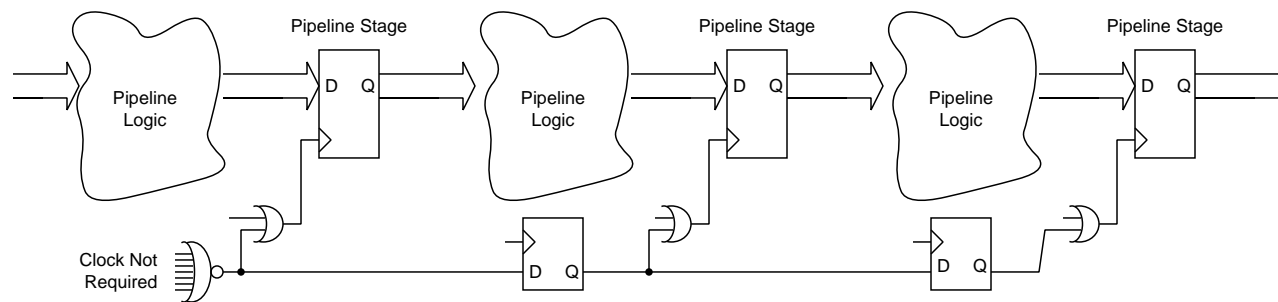 Pipeline Stage
Pipeline Stage
Pipeline Stage
D Q
D Q
D Q
Pipeline
Logic
Pipeline
Logic
Pipeline
Logic
Clock Not
Required
D Q
D Q